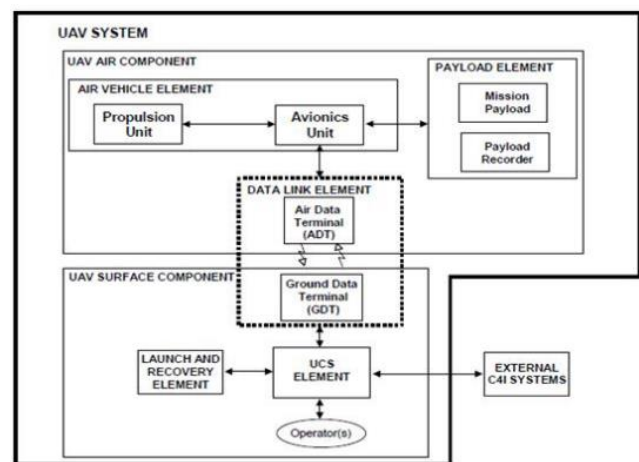 UAV SYSTEM
UAV AIR COMPONENT
AIR VEHICLE ELEMENT
Propulsion
Unit
Avionics
Unit
PAYLOAD ELEMENT
Mission
Payload
Payload
Recorder
DATA LINK ELEMENT
Air Data
Terminal
(ADT)
UAV SURFACE COMPONENT
Ground Data
Terminal
(GDT)
LAUNCH AND
RECOVERY
ELEMENT
UCS
ELEMENT
EXTERNAL
C4I SYSTEMS
Operator(s)